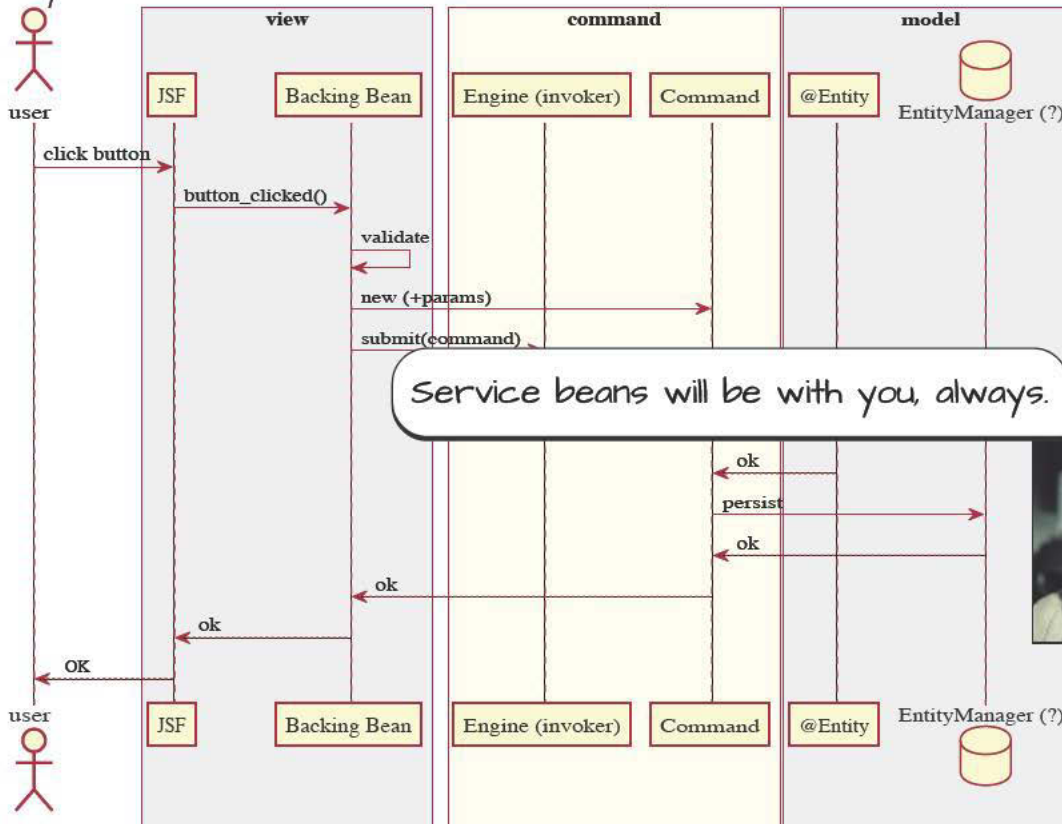 view command model
user JSF Backing Bean Engine (invoker) Command @Entity EntityManager (?)
click button
button_clicked()
validate
new (+params)
submit(command)
Service beans will be with you, always.
ok
persist
ok
ok
ok
OK
user JSF Backing Bean Engine (invoker) Command @Entity EntityManager (?)